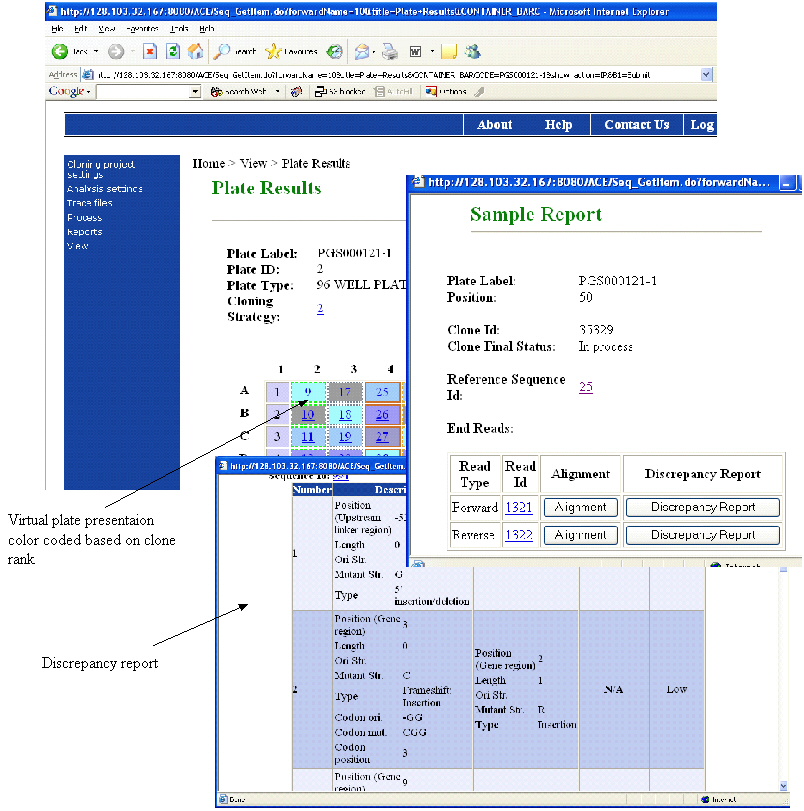 http://128.103.32.167:8080/ACE/Seq_GetItem.do?forwardName=10&title=Plate+Results&CONTAINER_BARC - Microsoft Internet Explorer
File Edit View Favorites Tools Help
Back Search Favorites
Address http://128.103.32.167:8080/ACE/Seq_GetItem.do?forwardName=10&title=Plate+Results&CONTAINER_BARCODE=PGS000121-1&show_action=IP&B1=Submit
Google Search Web blocked AutoFill Options
About Help Contact Us Log
Cloning project
settings
Analysis settings
Trace files
Process
Reports
View
Home > View > Plate Results
Plate Results
Plate Label: PGS000121-1
Plate ID: 2
Plate Type: 96 WELL PLAT
Cloning
Strategy: 2
1 2 3 4
A 1 9 17 25
B 2 10 18 26
C 3 11 19 27
http://128.103.32.167:8080/ACE/Seq_GetItem.do?forwardNa...
Sample Report
Plate Label: PGS000121-1
Position: 50
Clone Id: 35329
Clone Final Status: In process
Reference Sequence
Id: 25
End Reads:
Read Type Read Id Alignment Discrepancy Report
Forward 1321 Alignment Discrepancy Report
Reverse 1322 Alignment Discrepancy Report
Internet
http://128.103.32.167:8080/ACE/Seq_GetItem.
Sequence Id:
Number Descri
Position
(Upstream -5
linker region)
Length 0
Ori Str.
1
Mutant Str. G
Type 5'
insertion/deletion
Position (Gene
region) 3
Length 0
Ori Str.
Mutant Str. C
2
Type Frameshift:
Insertion
Codon ori. -GG
Codon mut. CGG
Codon
position 3
Position
(Gene region) 2
Length 1
Ori Str.
Mutant Str. R
Type Insertion
N/A Low
Position (Gene 9
region)
Done Internet
Virtual plate presentaion
color coded based on clone
rank
Discrepancy report